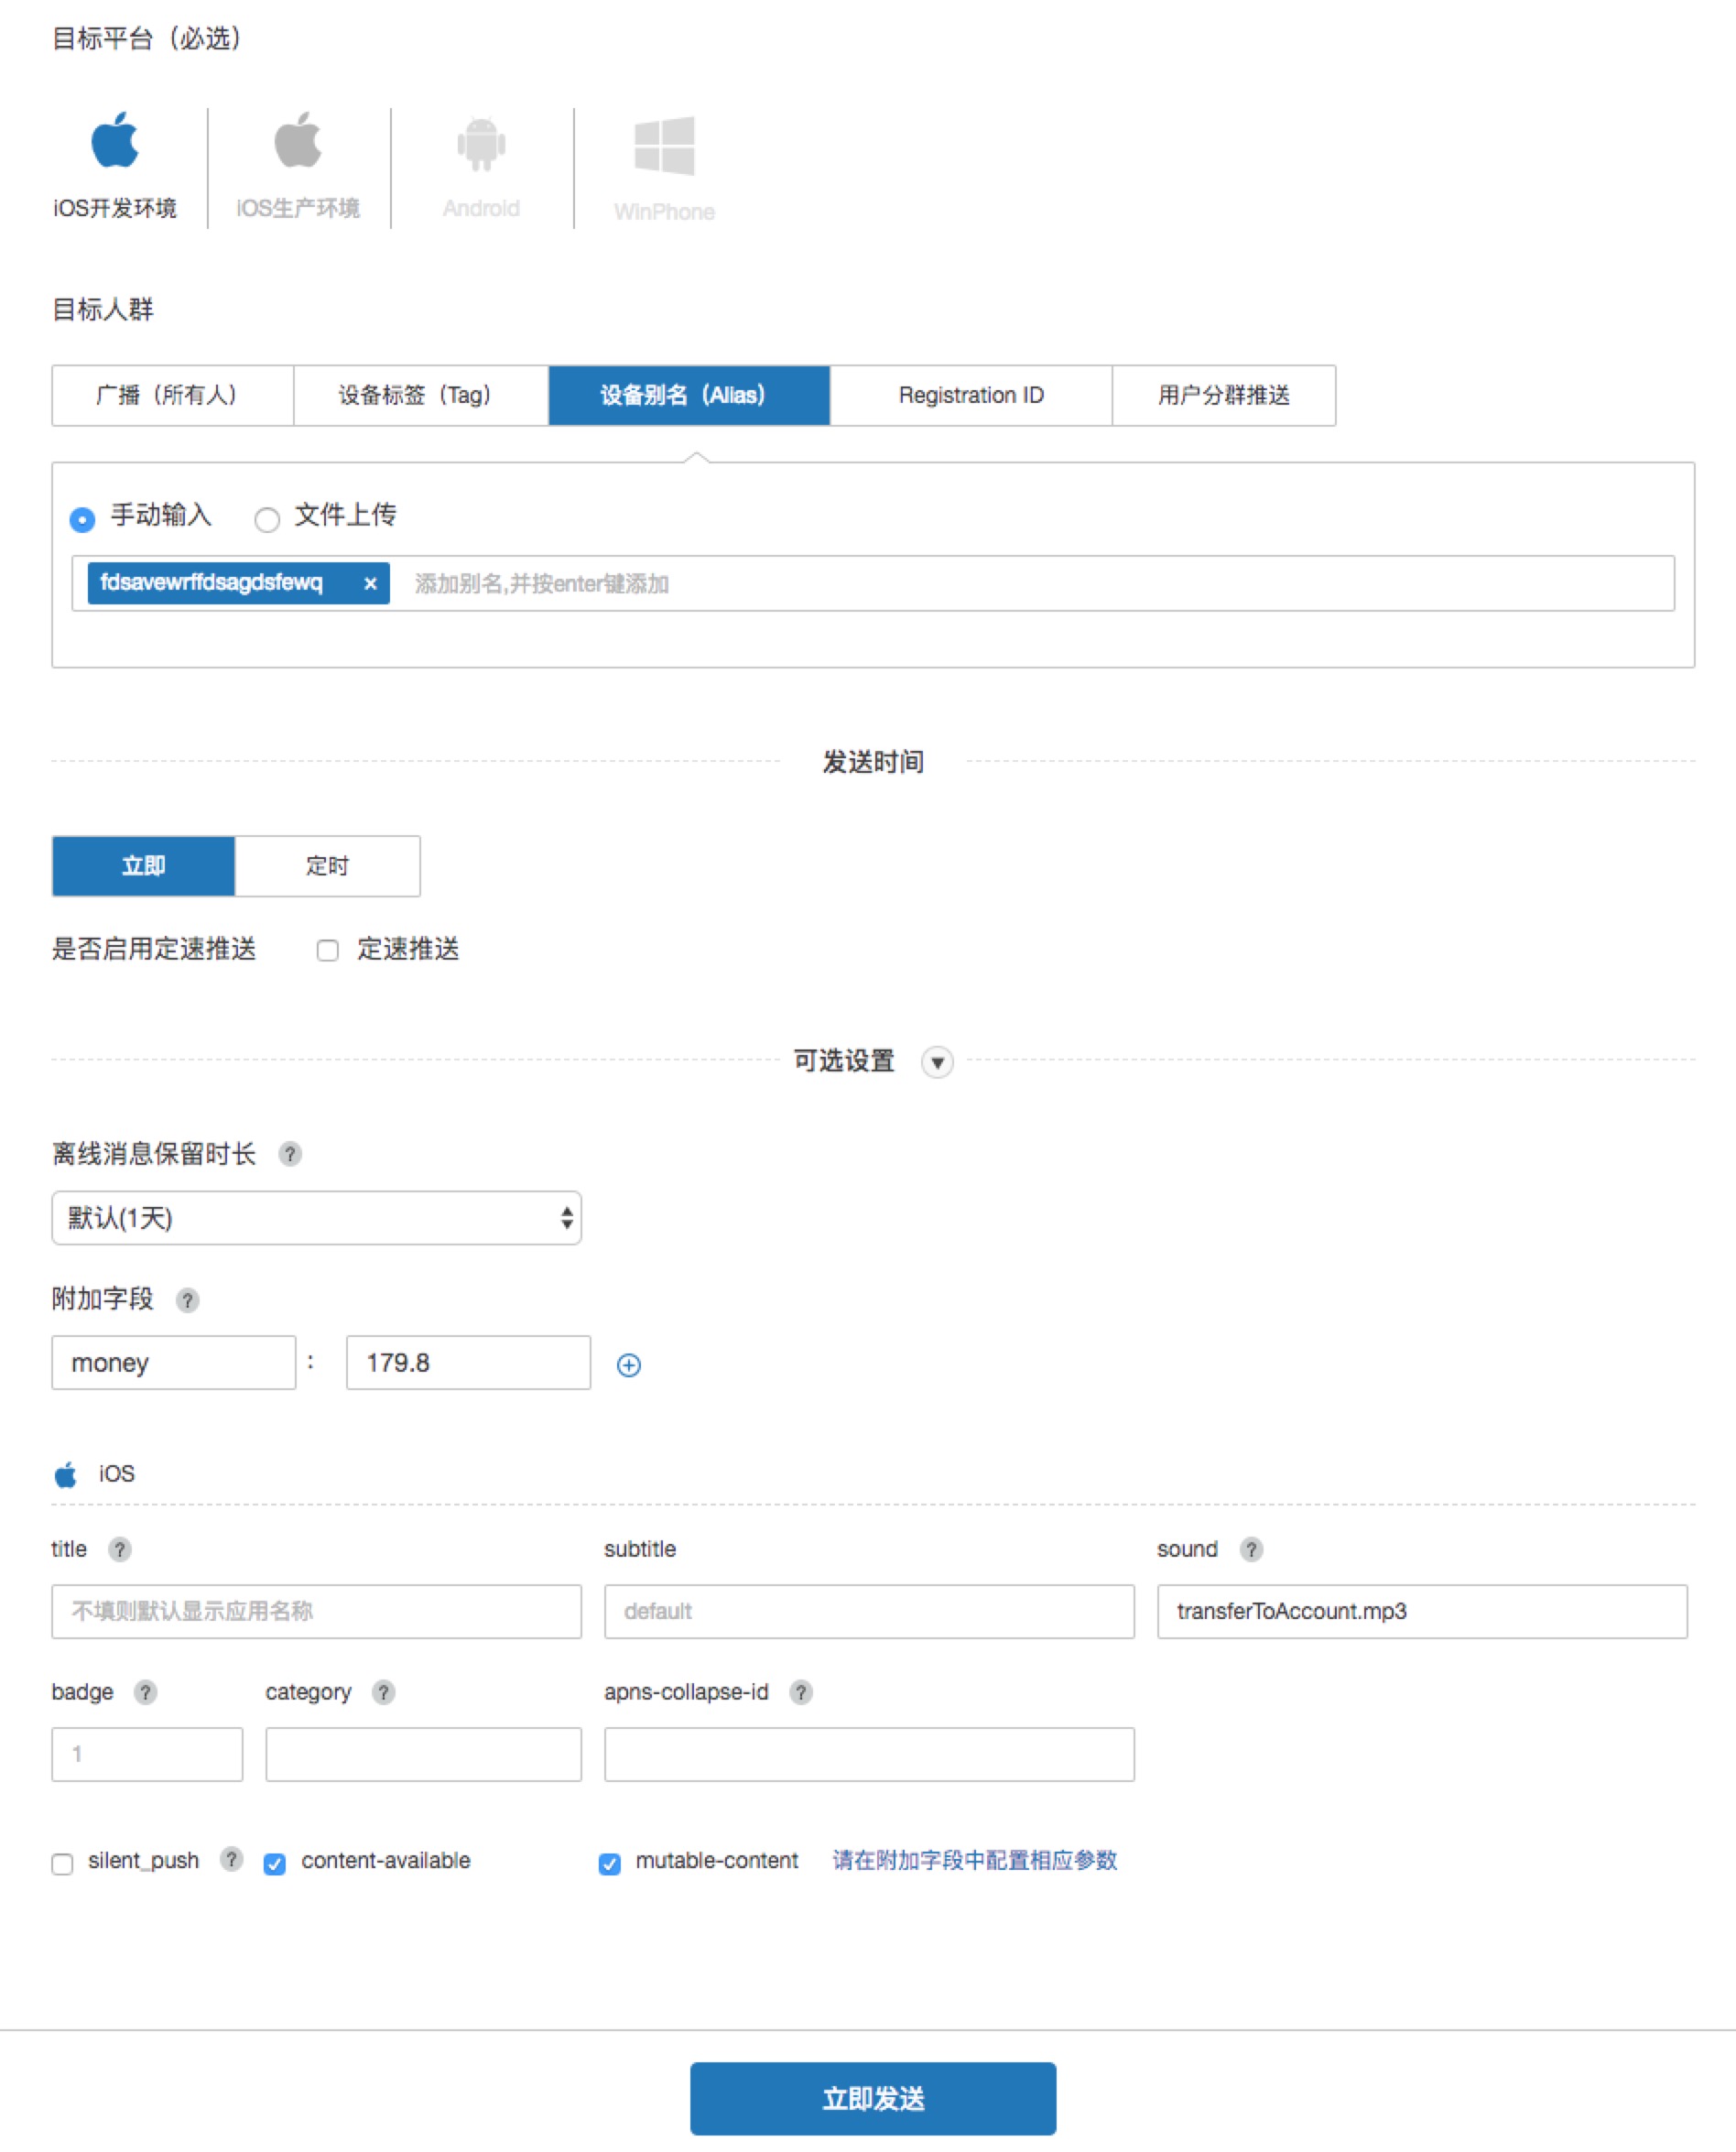 目标平台（必选）
iOS开发环境 iOS生产环境 Android WinPhone
目标人群
广播（所有人） 设备标签（Tag） 设备别名（Alias） Registration ID 用户分群推送
手动输入 文件上传
fdsavewrffdsagdsfewq × 添加别名,并按enter键添加
发送时间
立即 定时
是否启用定速推送 定速推送
可选设置
离线消息保留时长 ?
默认(1天)
附加字段 ?
money : 179.8
iOS
title ? subtitle sound ?
不填则默认显示应用名称 default transferToAccount.mp3
badge ? category ? apns-collapse-id ?
1
silent_push ? content-available mutable-content 请在附加字段中配置相应参数
立即发送